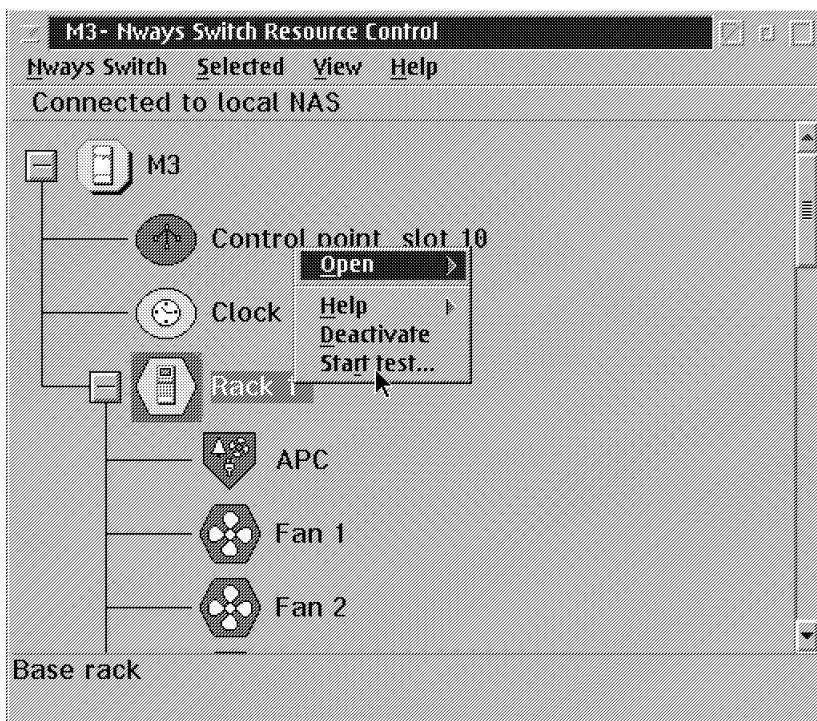 M3- Nways Switch Resource Control
Nways Switch Selected View Help
Connected to local NAS
M3
Control point slot 10
Open
Help
Clock
Deactivate
Start test...
Rack
APC
Fan 1
Fan 2
Base rack